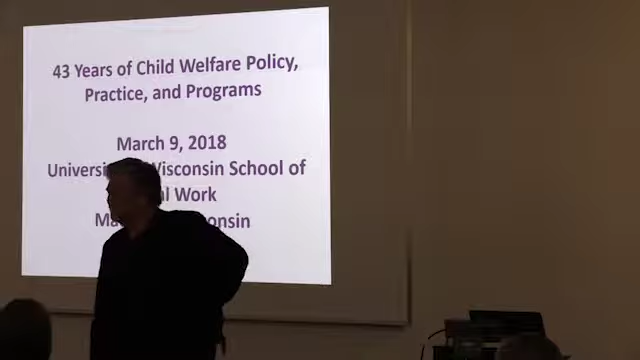 43 Years of Child Welfare Policy,
Practice, and Programs
March 9, 2018
Wisconsin School of
Work